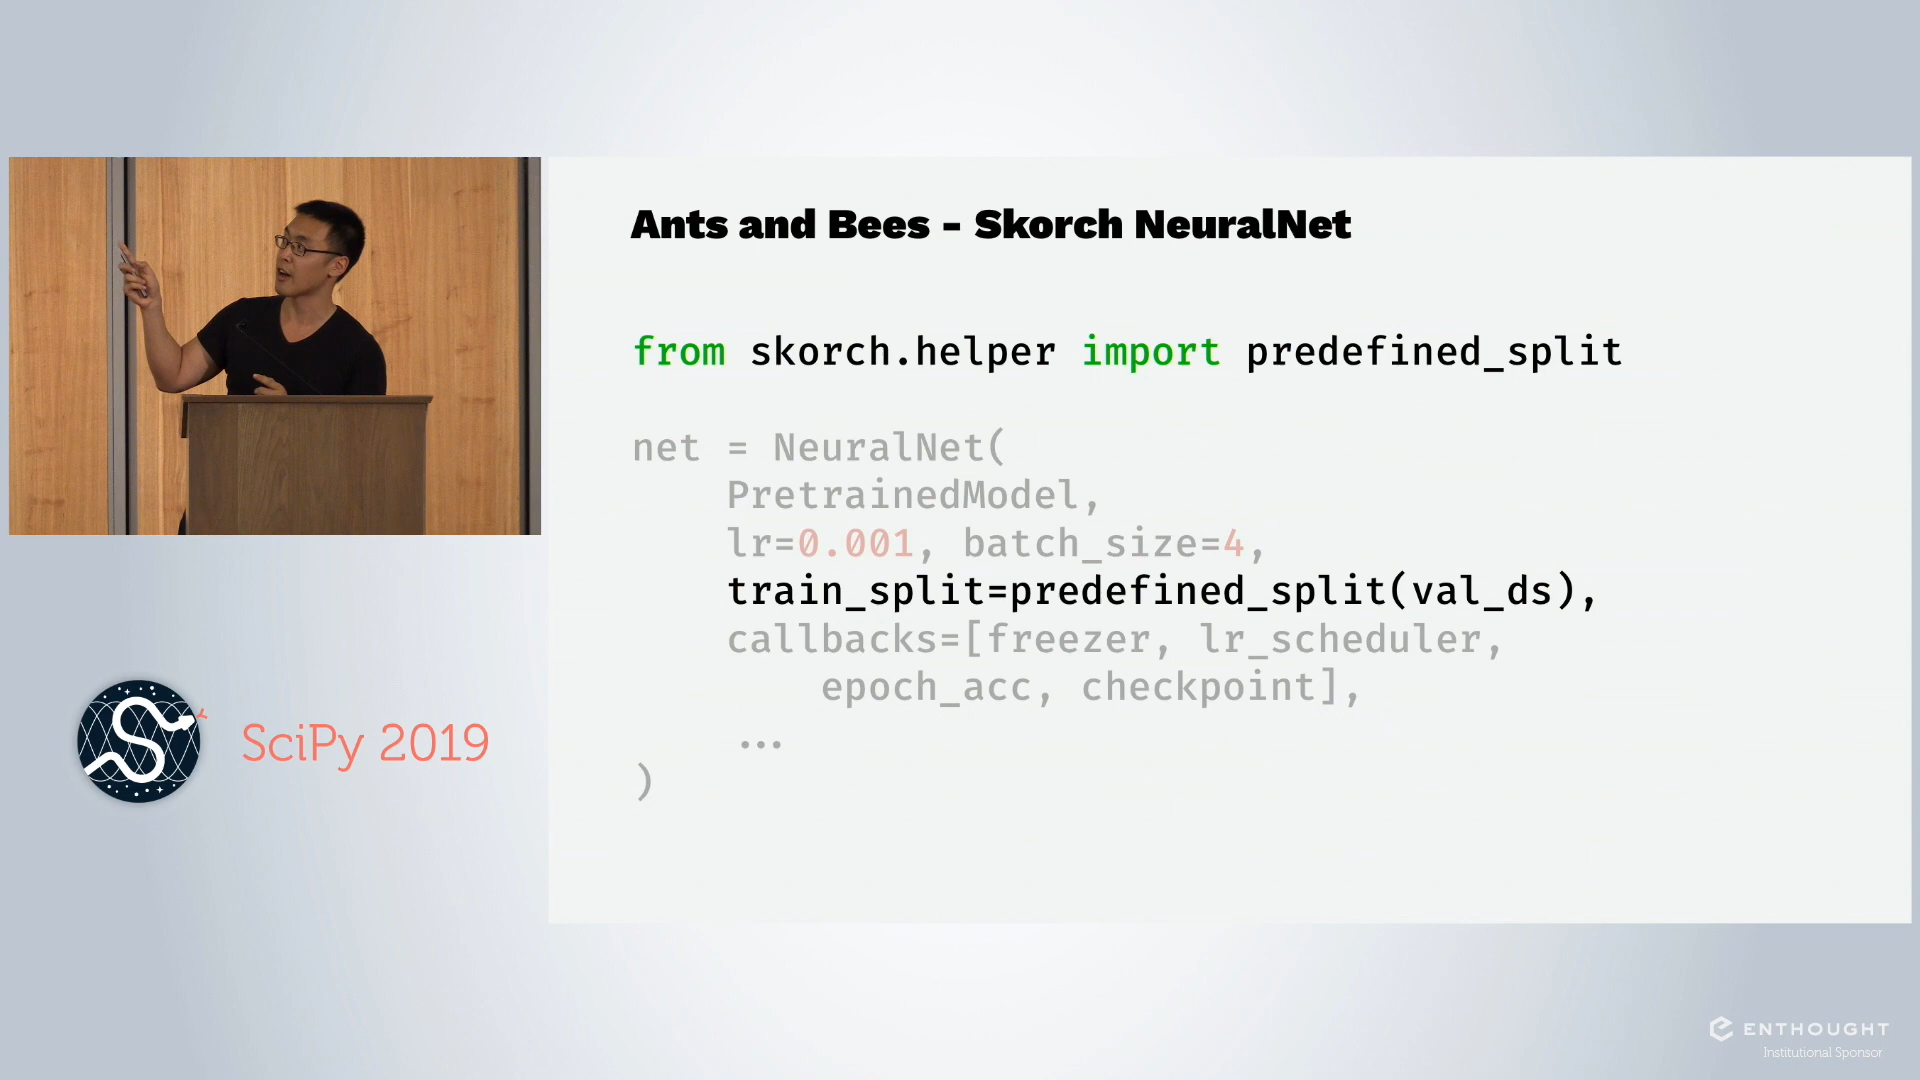 Ants and Bees - Skorch NeuralNet
from skorch.helper import predefined_split
net = NeuralNet(
PretrainedModel,
lr=0.001, batch_size=4,
train_split=predefined_split(val_ds),
callbacks=[freezer, lr_scheduler,
epoch_acc, checkpoint],
...
)
SciPy 2019
ENTHOUGHT
Institutional Sponsor